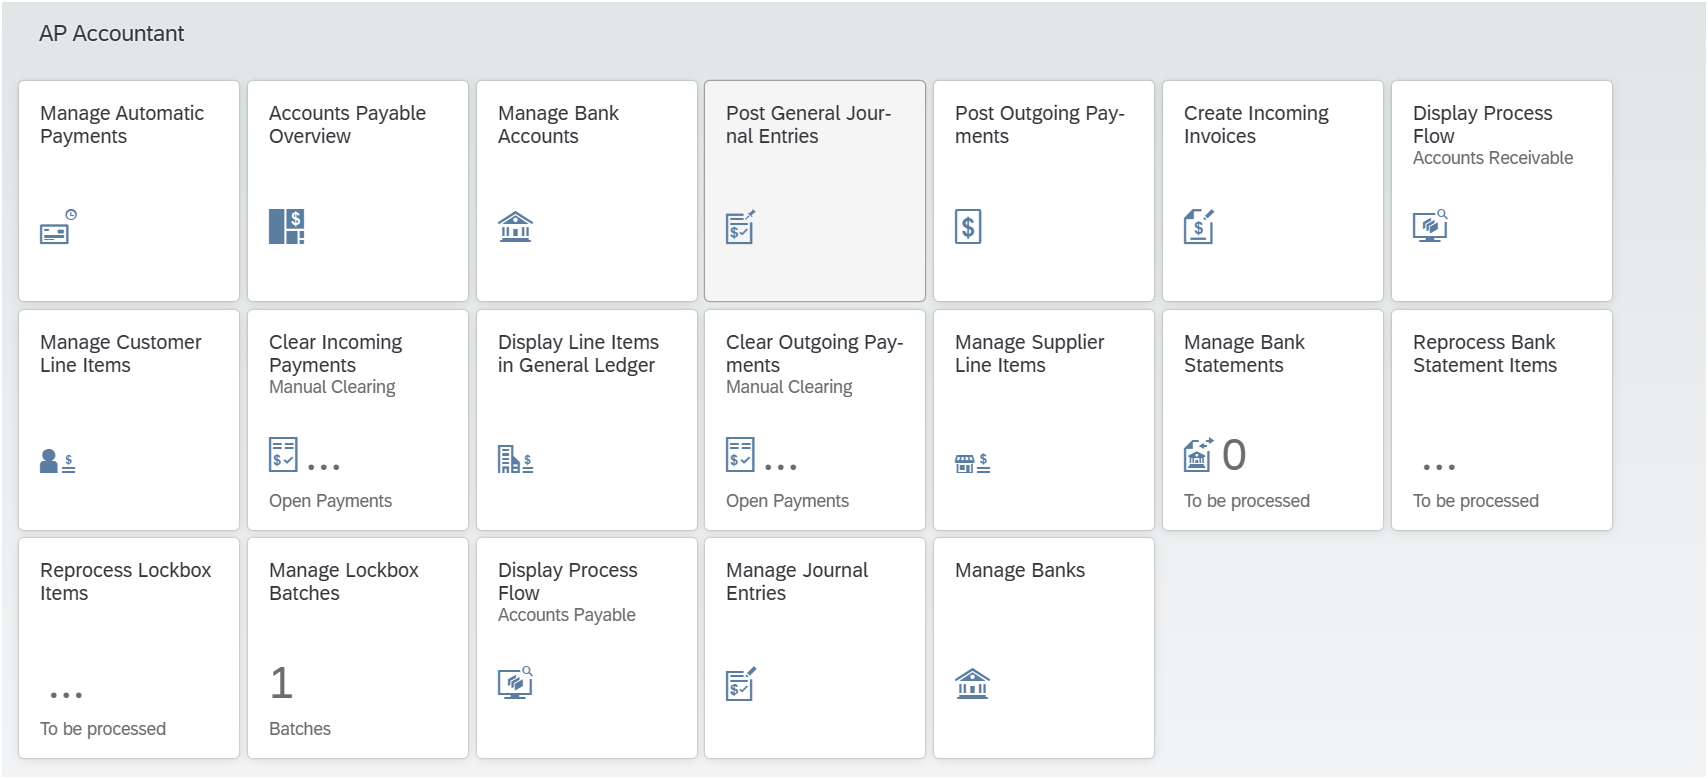 AP Accountant
Manage Automatic
Payments
Accounts Payable
Overview
Manage Bank
Accounts
Post General Jour-
nal Entries
Post Outgoing Pay-
ments
Create Incoming
Invoices
Display Process
Flow
Accounts Receivable
Manage Customer
Line Items
Clear Incoming
Payments
Manual Clearing
...
Open Payments
Display Line Items
in General Ledger
Clear Outgoing Pay-
ments
Manual Clearing
...
Open Payments
Manage Supplier
Line Items
Manage Bank
Statements
0
To be processed
Reprocess Bank
Statement Items
...
To be processed
Reprocess Lockbox
Items
...
To be processed
Manage Lockbox
Batches
1
Batches
Display Process
Flow
Accounts Payable
Manage Journal
Entries
Manage Banks